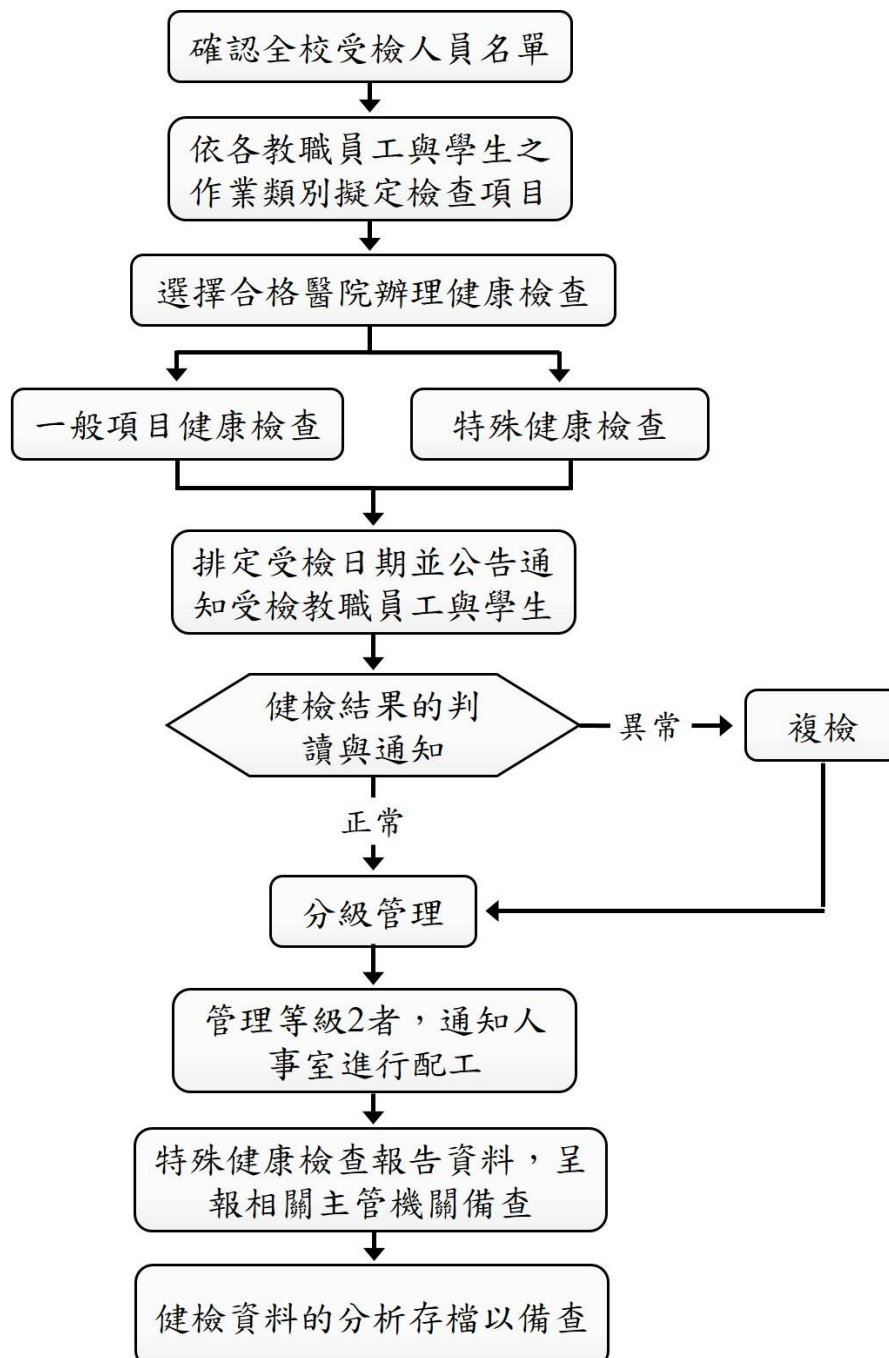 確認全校受檢人員名單
依各教職員工與學生之
作業類別擬定檢查項目
選擇合格醫院辦理健康檢查
一般項目健康檢查
特殊健康檢查
排定受檢日期並公告通
知受檢教職員工與學生
健檢結果的判
讀與通知
異常
複檢
正常
分級管理
管理等級2者，通知人
事室進行配工
特殊健康檢查報告資料，呈
報相關主管機關備查
健檢資料的分析存檔以備查